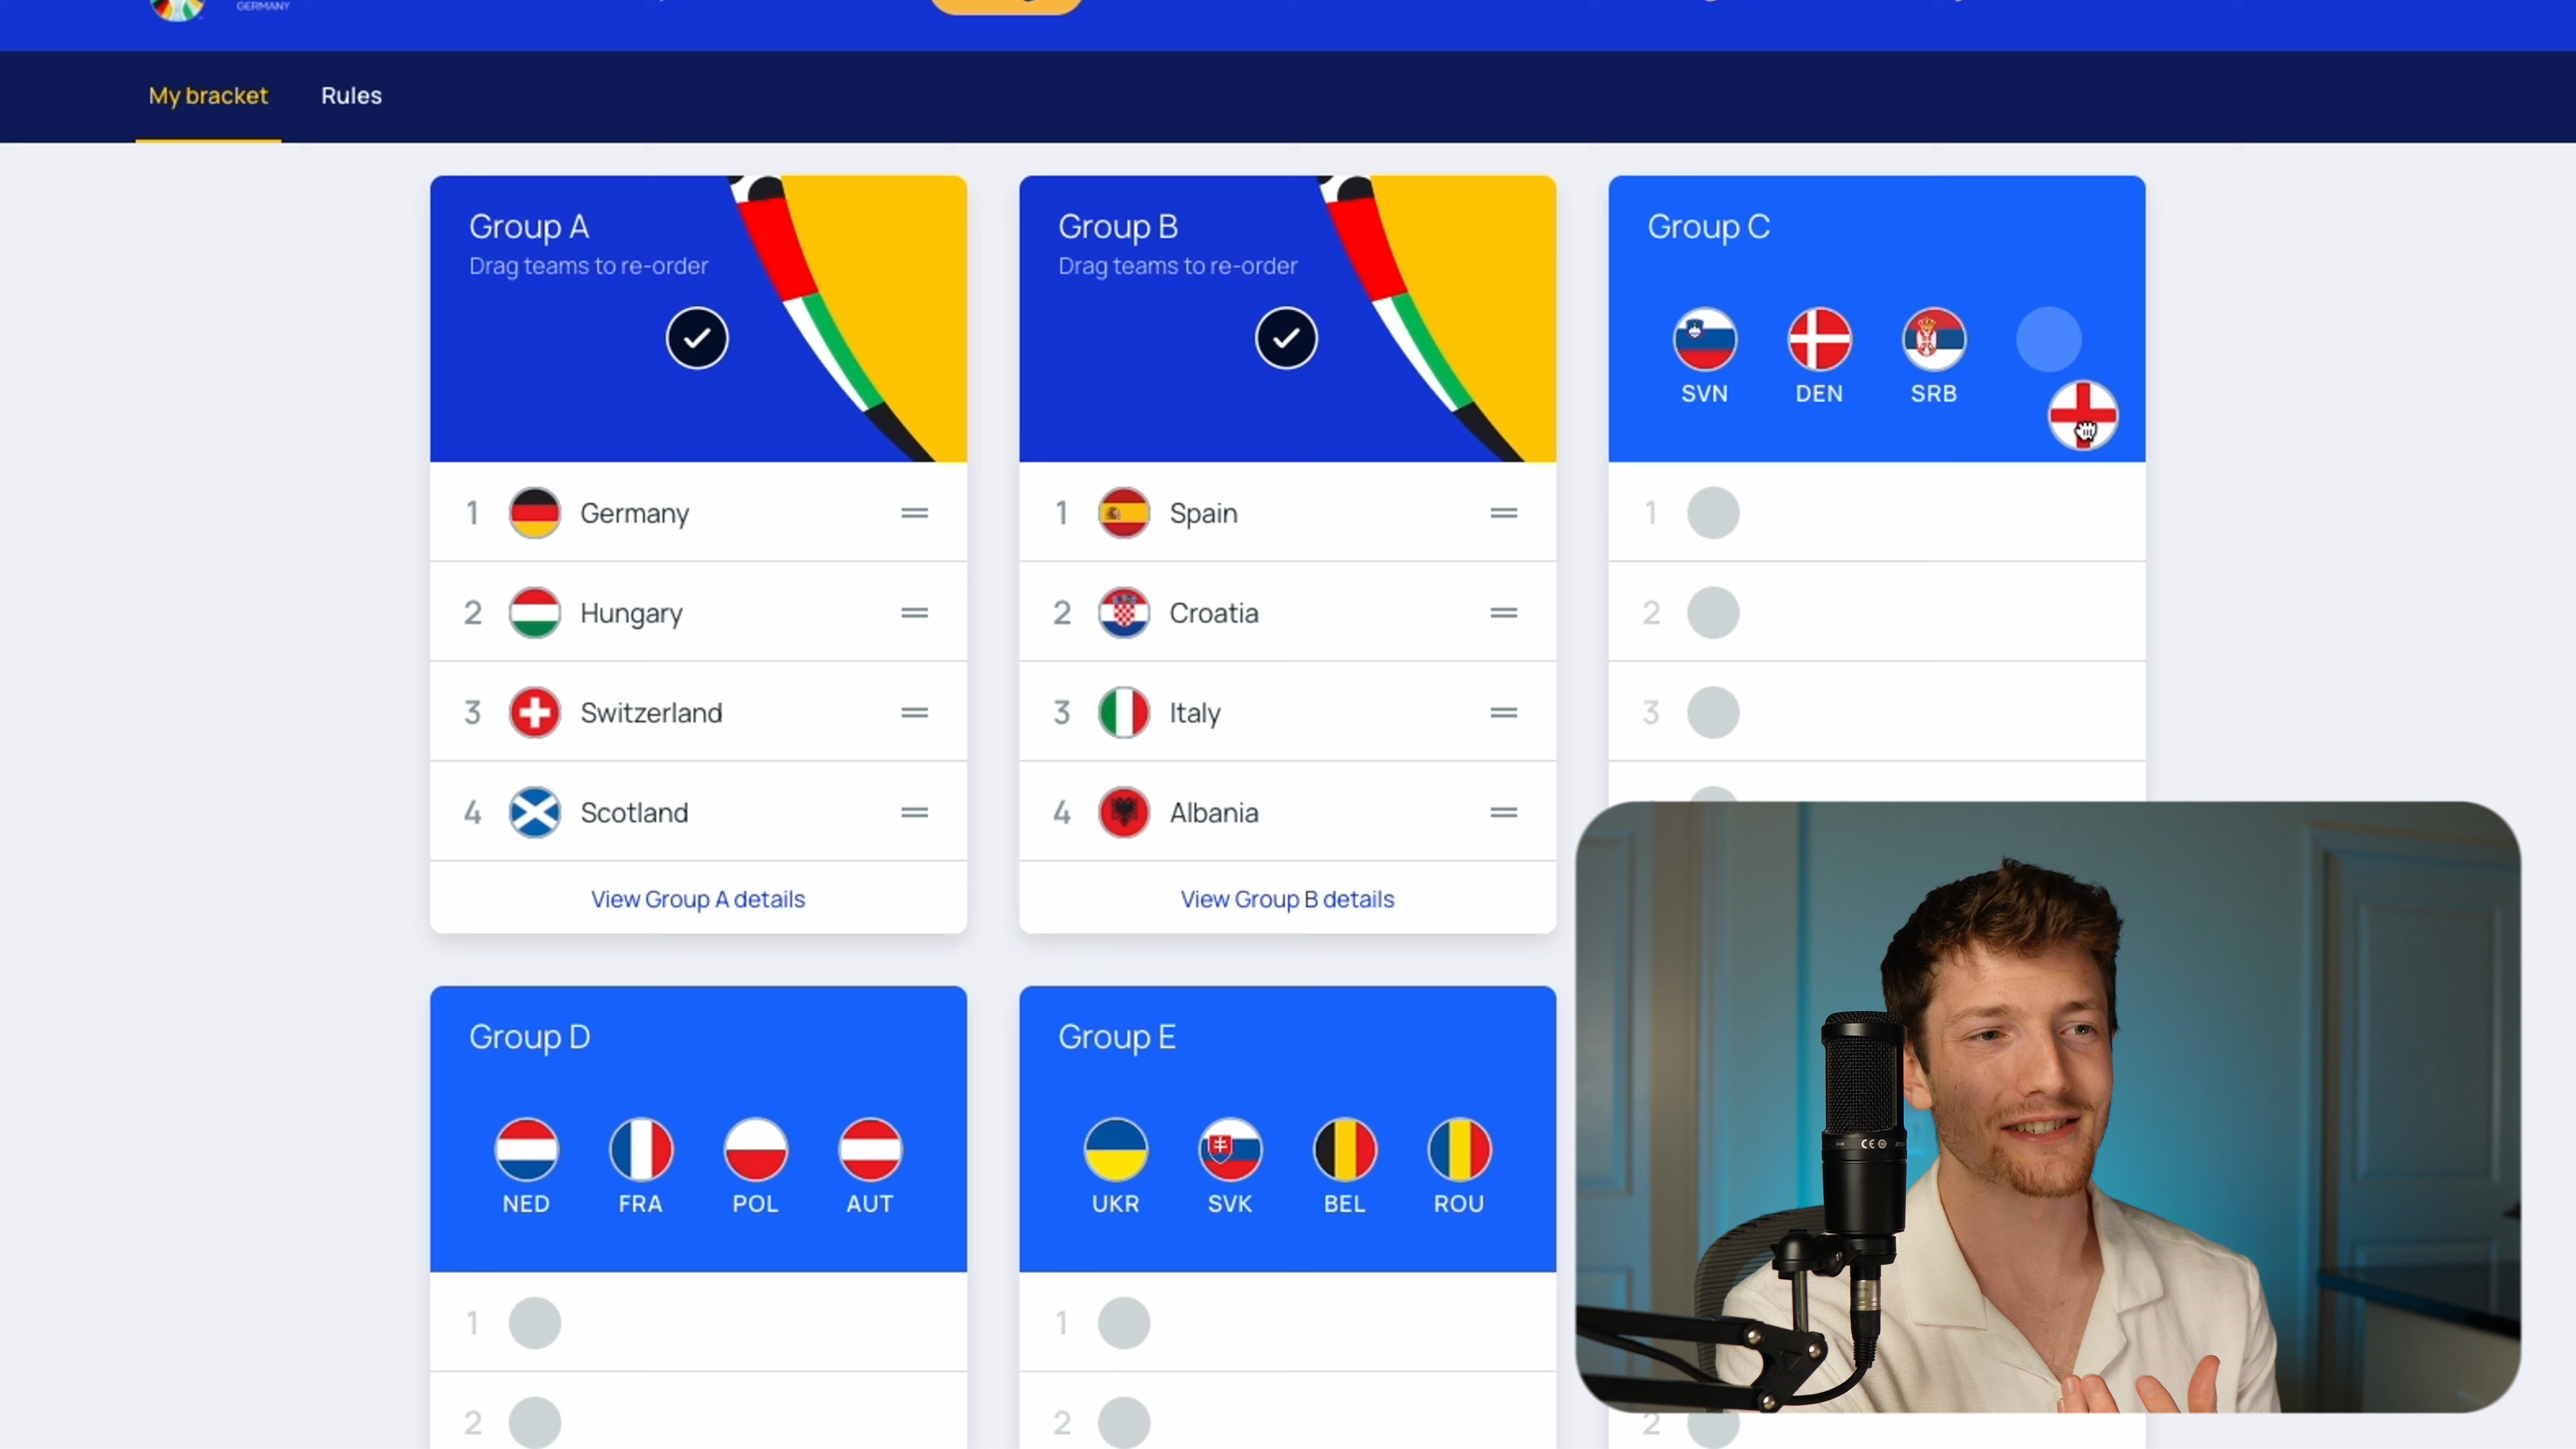 GERMANY
My bracket
Rules
Group A
Drag teams to re-order
1 Germany
2 Hungary
3 Switzerland
4 Scotland
View Group A details
Group B
Drag teams to re-order
1 Spain
2 Croatia
3 Italy
4 Albania
View Group B details
Group C
SVN DEN SRB
1
2
3
Group D
NED FRA POL AUT
1
2
Group E
UKR SVK BEL ROU
1
2
2
CE